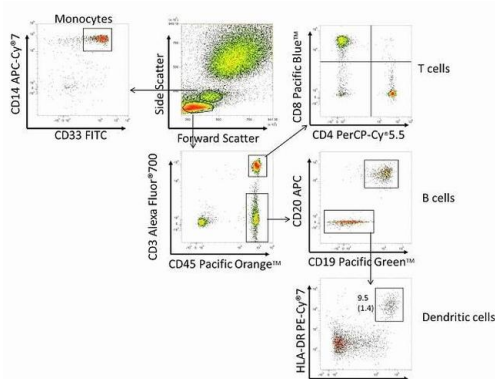 Monocytes
CD14 APC-Cy®7
CD33 FITC
Side Scatter
Forward Scatter
CD8 Pacific Blue™
CD4 PerCP-Cy®5.5
T cells
CD3 Alexa Fluor®700
CD45 Pacific Orange™
CD20 APC
CD19 Pacific Green™
B cells
HLA-DR PE-Cy®7
9.5
(1.4)
Dendritic cells